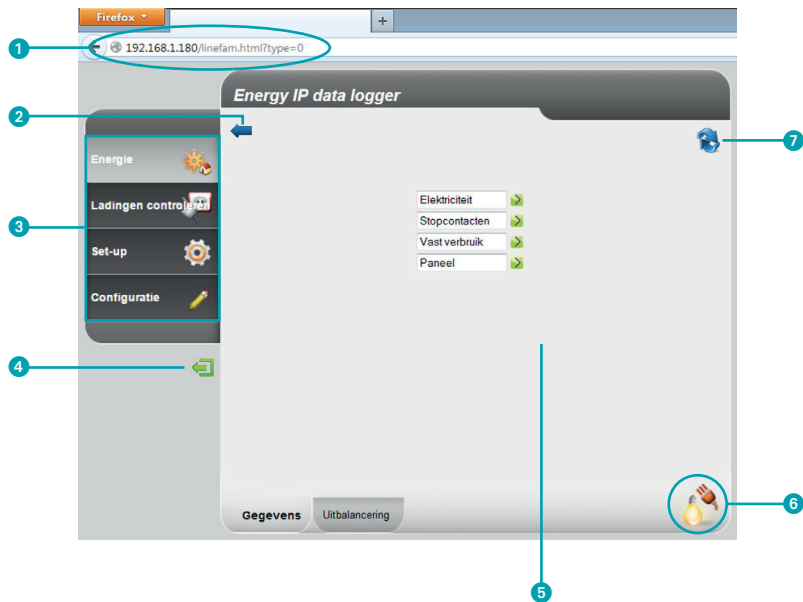 Firefox
+
1
192.168.1.180/linefam.html?type=0
Energy IP data logger
2
7
Energie
Ladingen controleren
3
Set-up
Configuratie
Elektriciteit
Stopcontacten
Vast verbruik
Paneel
4
6
Gegevens
Uitbalancering
5